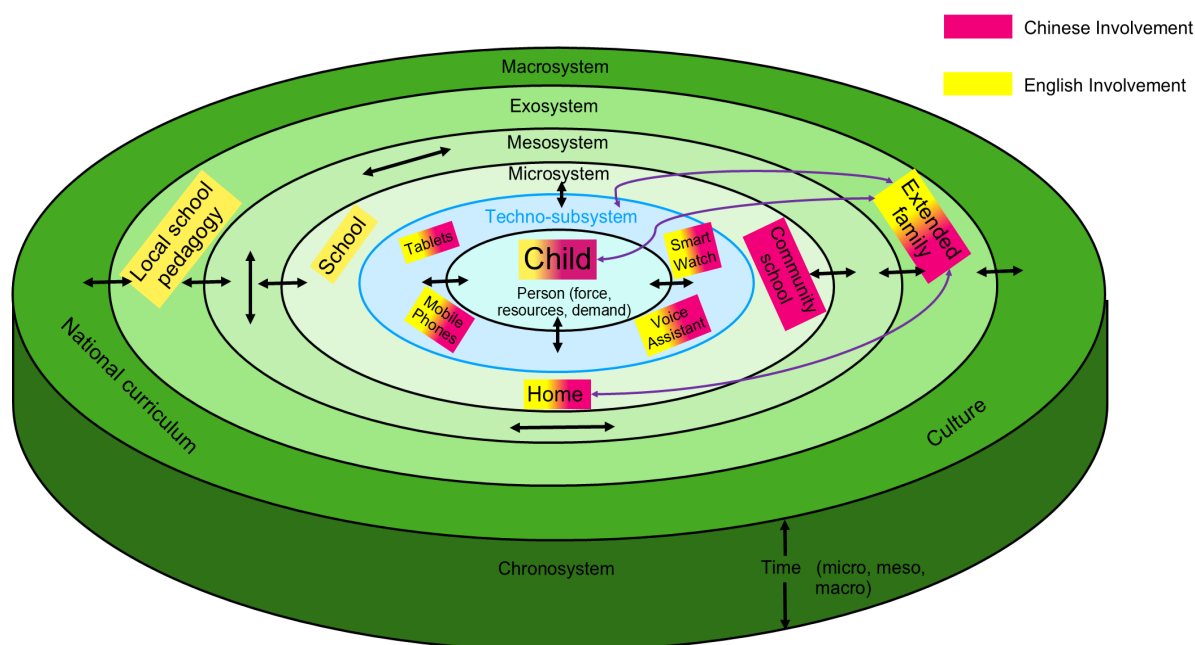 Chinese Involvement
English Involvement
Macrosystem
Exosystem
Mesosystem
Microsystem
Techno-subsystem
Local school
pedagogy
School
Tablets
Child
Smart
Watch
Community
school
Extended
family
Person (force,
resources, demand)
Mobile
Phones
Voice
Assistant
Home
National curriculum
Culture
Chronosystem
Time (micro, meso,
macro)